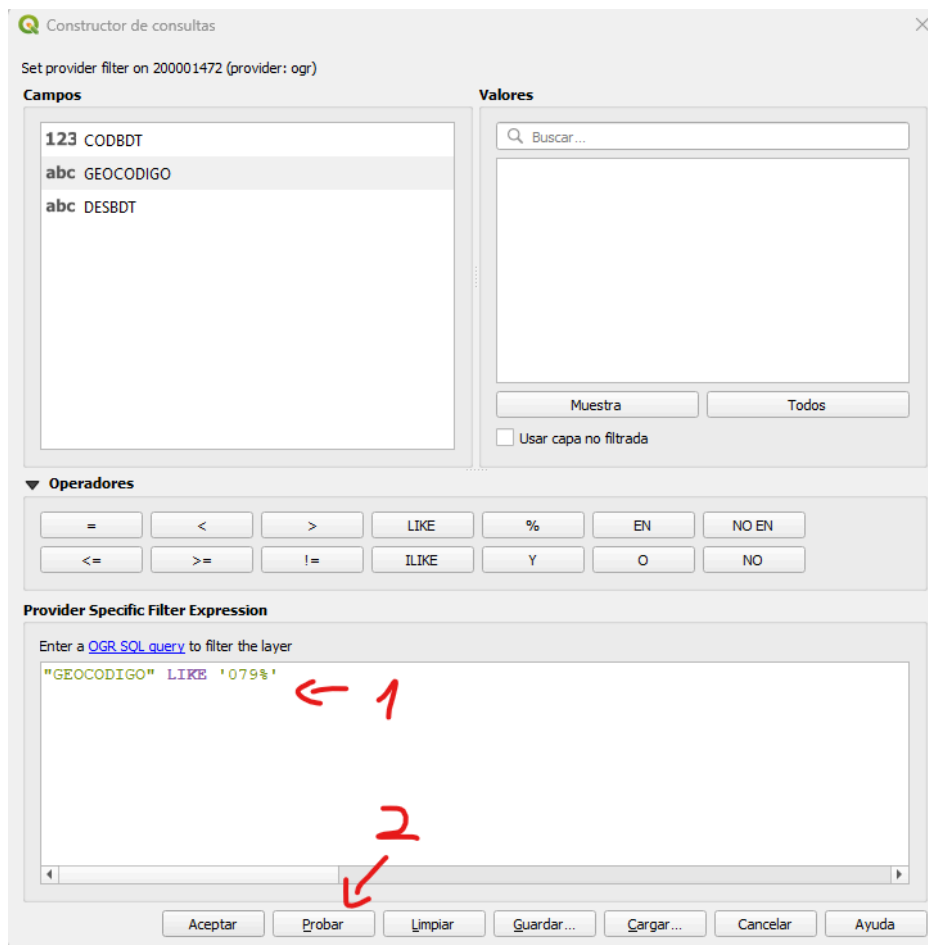 Constructor de consultas
Set provider filter on 200001472 (provider: ogr)
Campos
Valores
123 CODBDT
abc GEOCODIGO
abc DESBDT
Buscar...
Muestra
Todos
Usar capa no filtrada
Operadores
= < > LIKE % EN NO EN
<= >= != ILIKE Y O NO
Provider Specific Filter Expression
Enter a OGR SQL query to filter the layer
"GEOCODIGO" LIKE '079%'
1
2
Aceptar Probar Limpiar Guardar... Cargar... Cancelar Ayuda